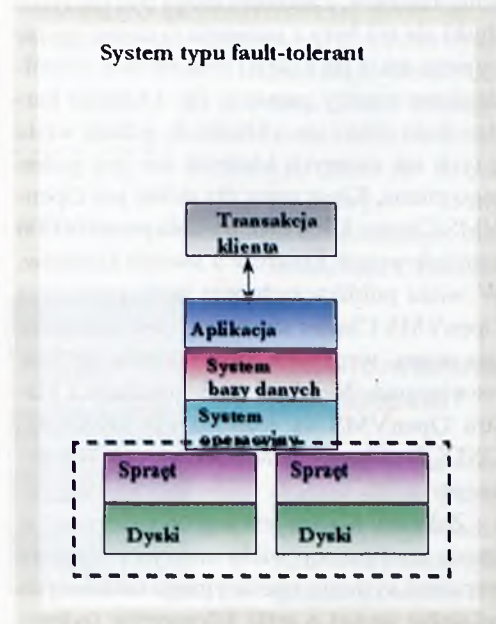 System typu fault-tolerant
Transakcja
klienta
Aplikacja
System
bazy danych
System
operacyjny
Sprzęt Sprzęt
Dyski Dyski